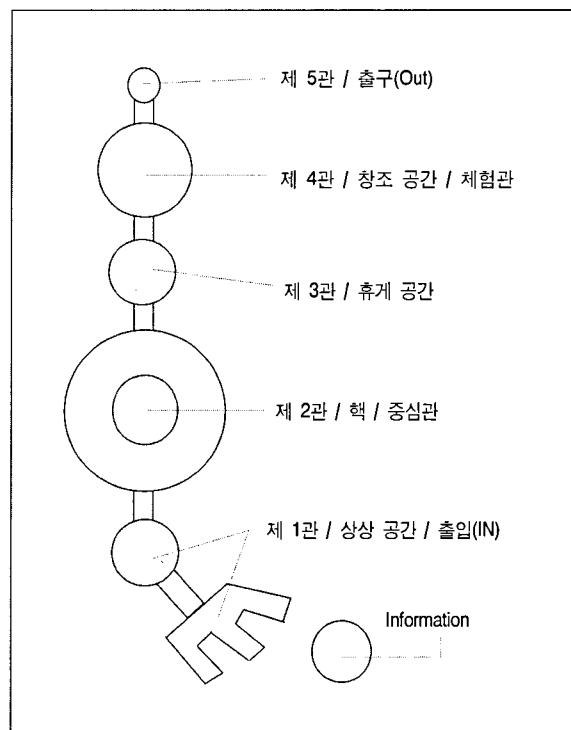 제 5관 / 출구(Out)
제 4관 / 창조 공간 / 체험관
제 3관 / 휴게 공간
제 2관 / 핵 / 중심관
제 1관 / 상상 공간 / 출입(IN)
Information